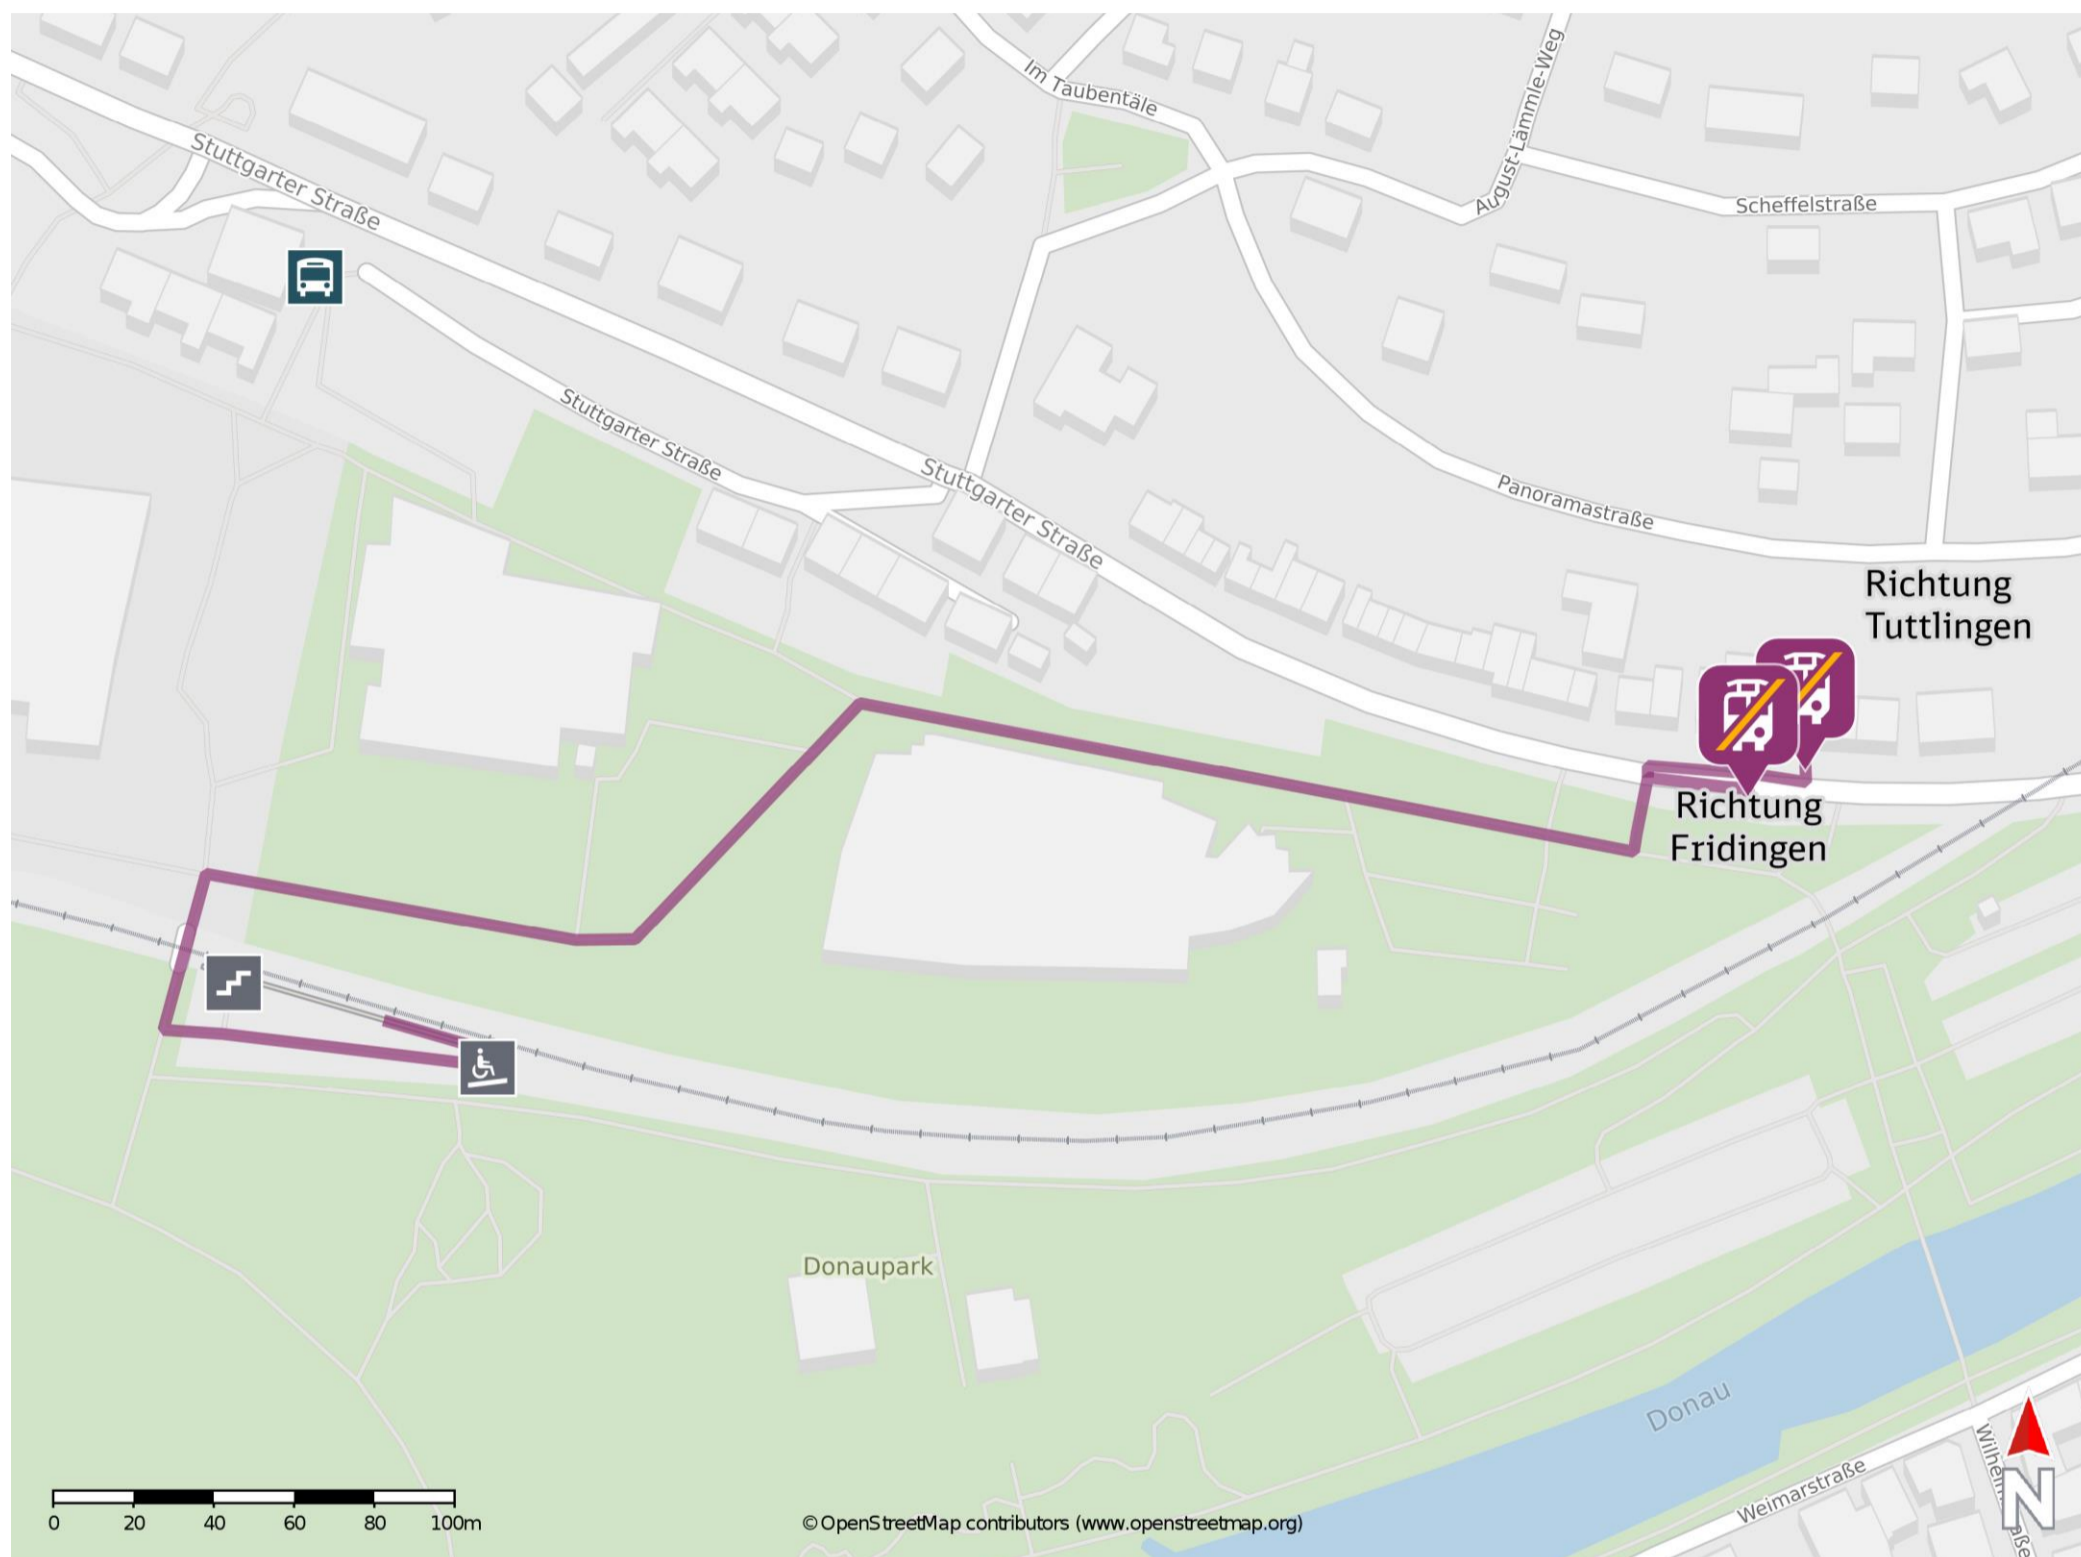 Im Taubentäle
August-Lämmle-Weg
Stuttgarter Straße
Scheffelstraße
Stuttgarter Straße
Stuttgarter Straße
Panoramastraße
Richtung
Tuttlingen
Richtung
Fridingen
Donaupark
Donau
Weimarstraße
N
0 20 40 60 80 100m
© OpenStreetMap contributors (www.openstreetmap.org)